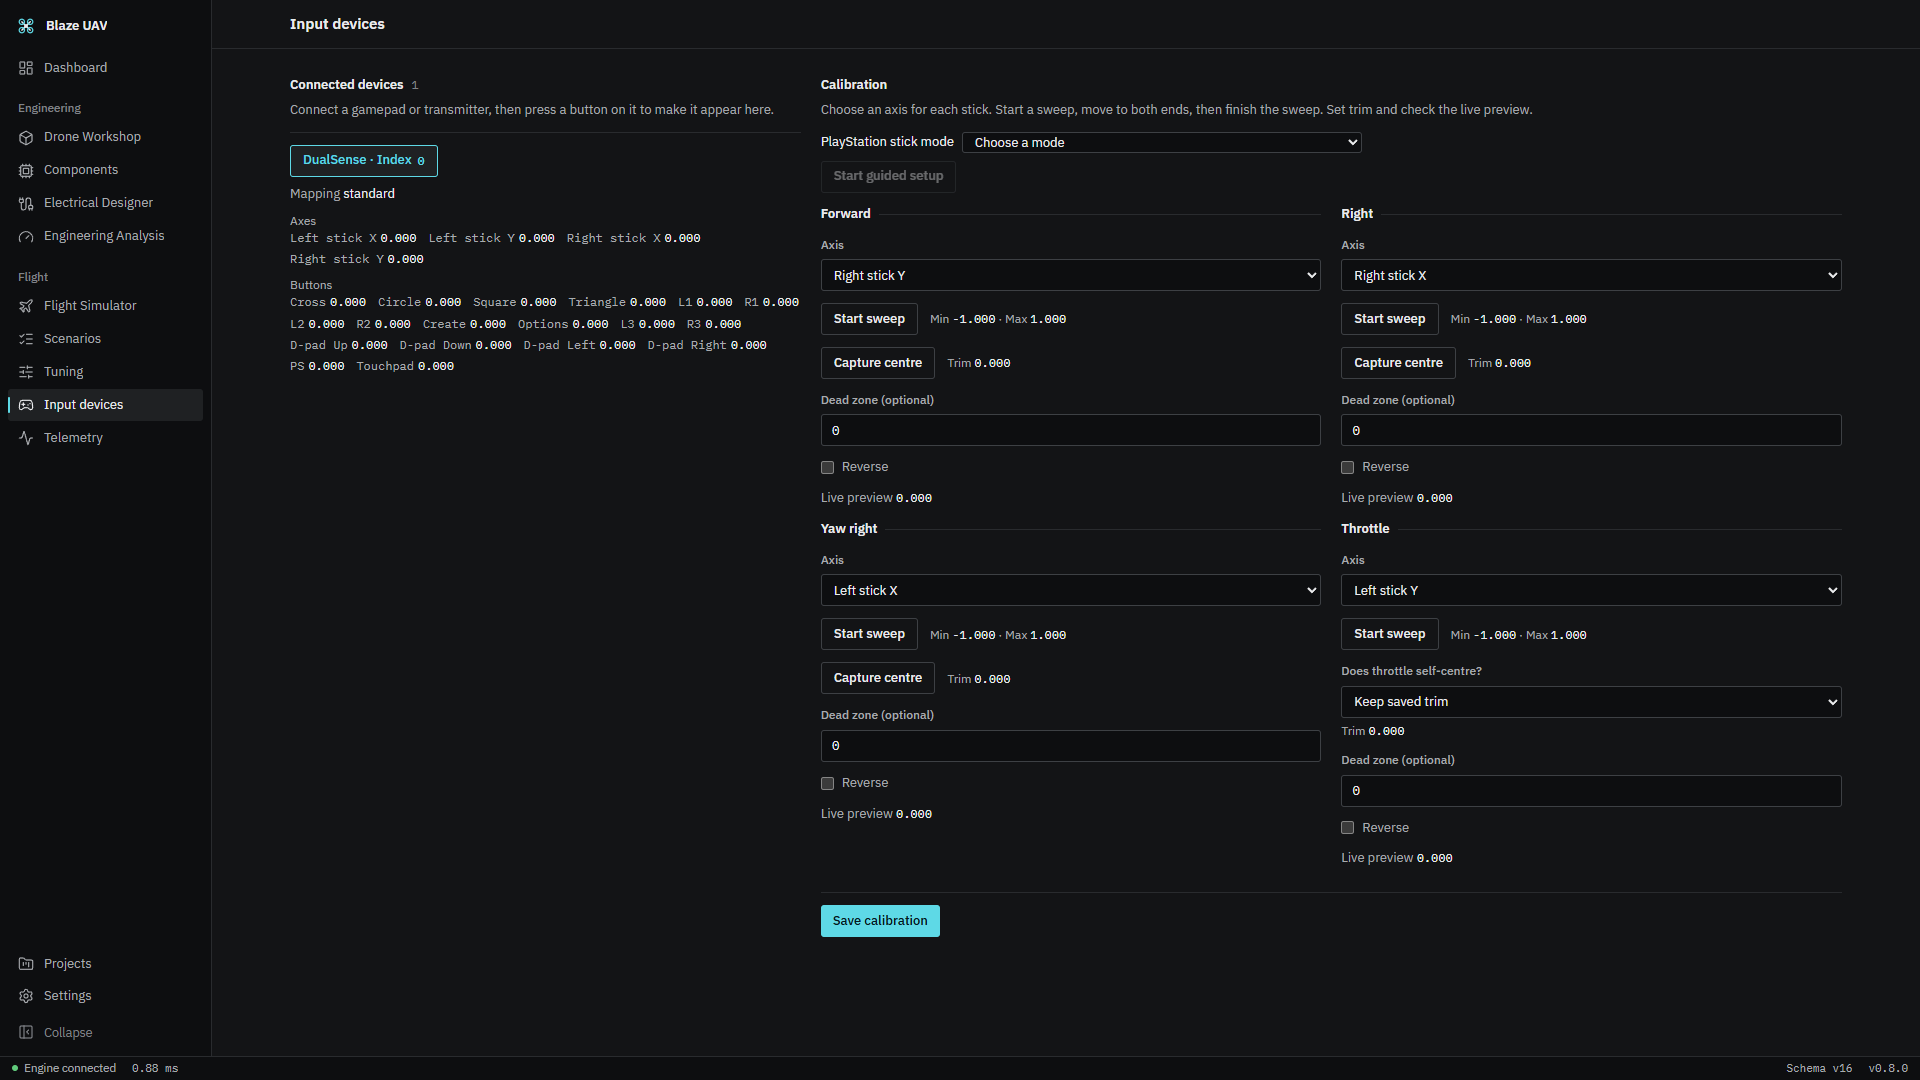 Blaze UAV
Dashboard
Engineering
Drone Workshop
Components
Electrical Designer
Engineering Analysis
Flight
Flight Simulator
Scenarios
Tuning
Input devices
Telemetry
Projects
Settings
Collapse
Input devices
Connected devices 1
Connect a gamepad or transmitter, then press a button on it to make it appear here.
DualSense · Index 0
Mapping standard
Axes
Left stick X 0.000 Left stick Y 0.000 Right stick X 0.000
Right stick Y 0.000
Buttons
Cross 0.000 Circle 0.000 Square 0.000 Triangle 0.000 L1 0.000 R1 0.000
L2 0.000 R2 0.000 Create 0.000 Options 0.000 L3 0.000 R3 0.000
D-pad Up 0.000 D-pad Down 0.000 D-pad Left 0.000 D-pad Right 0.000
PS 0.000 Touchpad 0.000
Calibration
Choose an axis for each stick. Start a sweep, move to both ends, then finish the sweep. Set trim and check the live preview.
PlayStation stick mode Choose a mode
Start guided setup
Forward
Axis
Right stick Y
Start sweep Min -1.000 · Max 1.000
Capture centre Trim 0.000
Dead zone (optional)
0
Reverse
Live preview 0.000
Right
Axis
Right stick X
Start sweep Min -1.000 · Max 1.000
Capture centre Trim 0.000
Dead zone (optional)
0
Reverse
Live preview 0.000
Yaw right
Axis
Left stick X
Start sweep Min -1.000 · Max 1.000
Capture centre Trim 0.000
Dead zone (optional)
0
Reverse
Live preview 0.000
Throttle
Axis
Left stick Y
Start sweep Min -1.000 · Max 1.000
Does throttle self-centre?
Keep saved trim
Trim 0.000
Dead zone (optional)
0
Reverse
Live preview 0.000
Save calibration
Engine connected 0.88 ms
Schema v16 v0.8.0